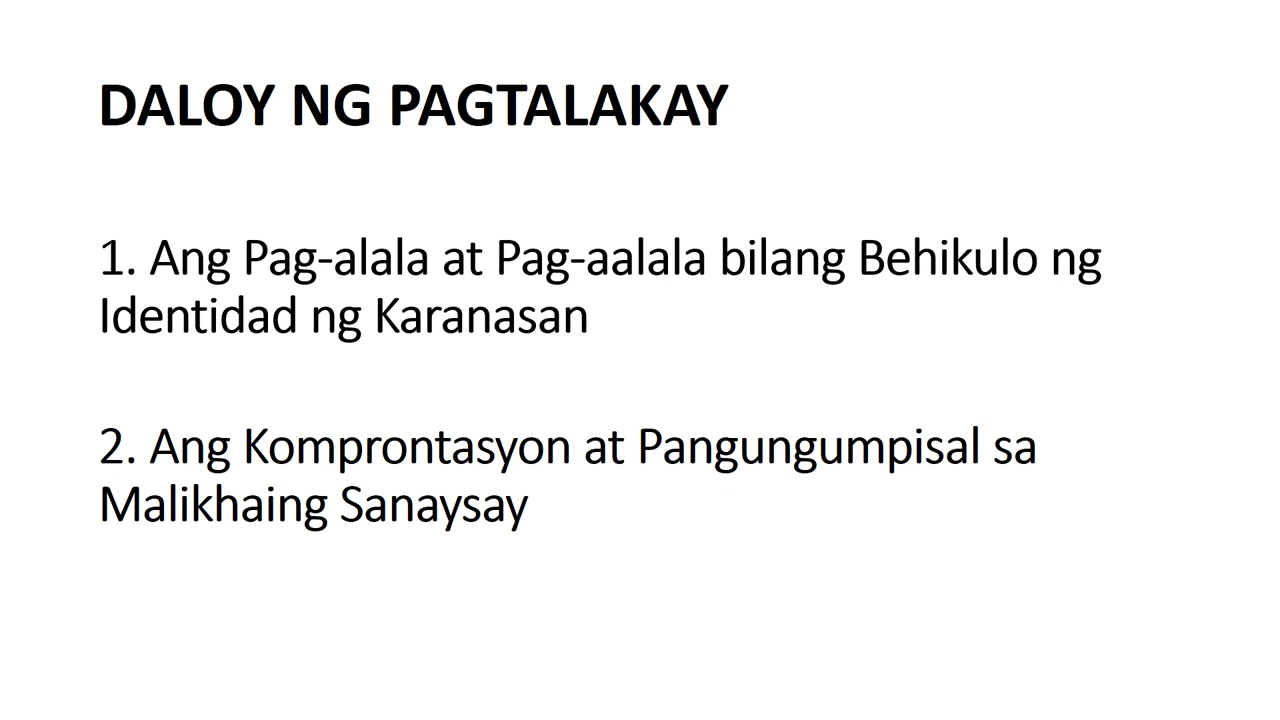 DALOY NG PAGTALAKAY
1. Ang Pag-alala at Pag-aalala bilang Behikulo ng
Identidad ng Karanasan
2. Ang Komprontasyon at Pangungumpisal sa
Malikhaing Sanaysay